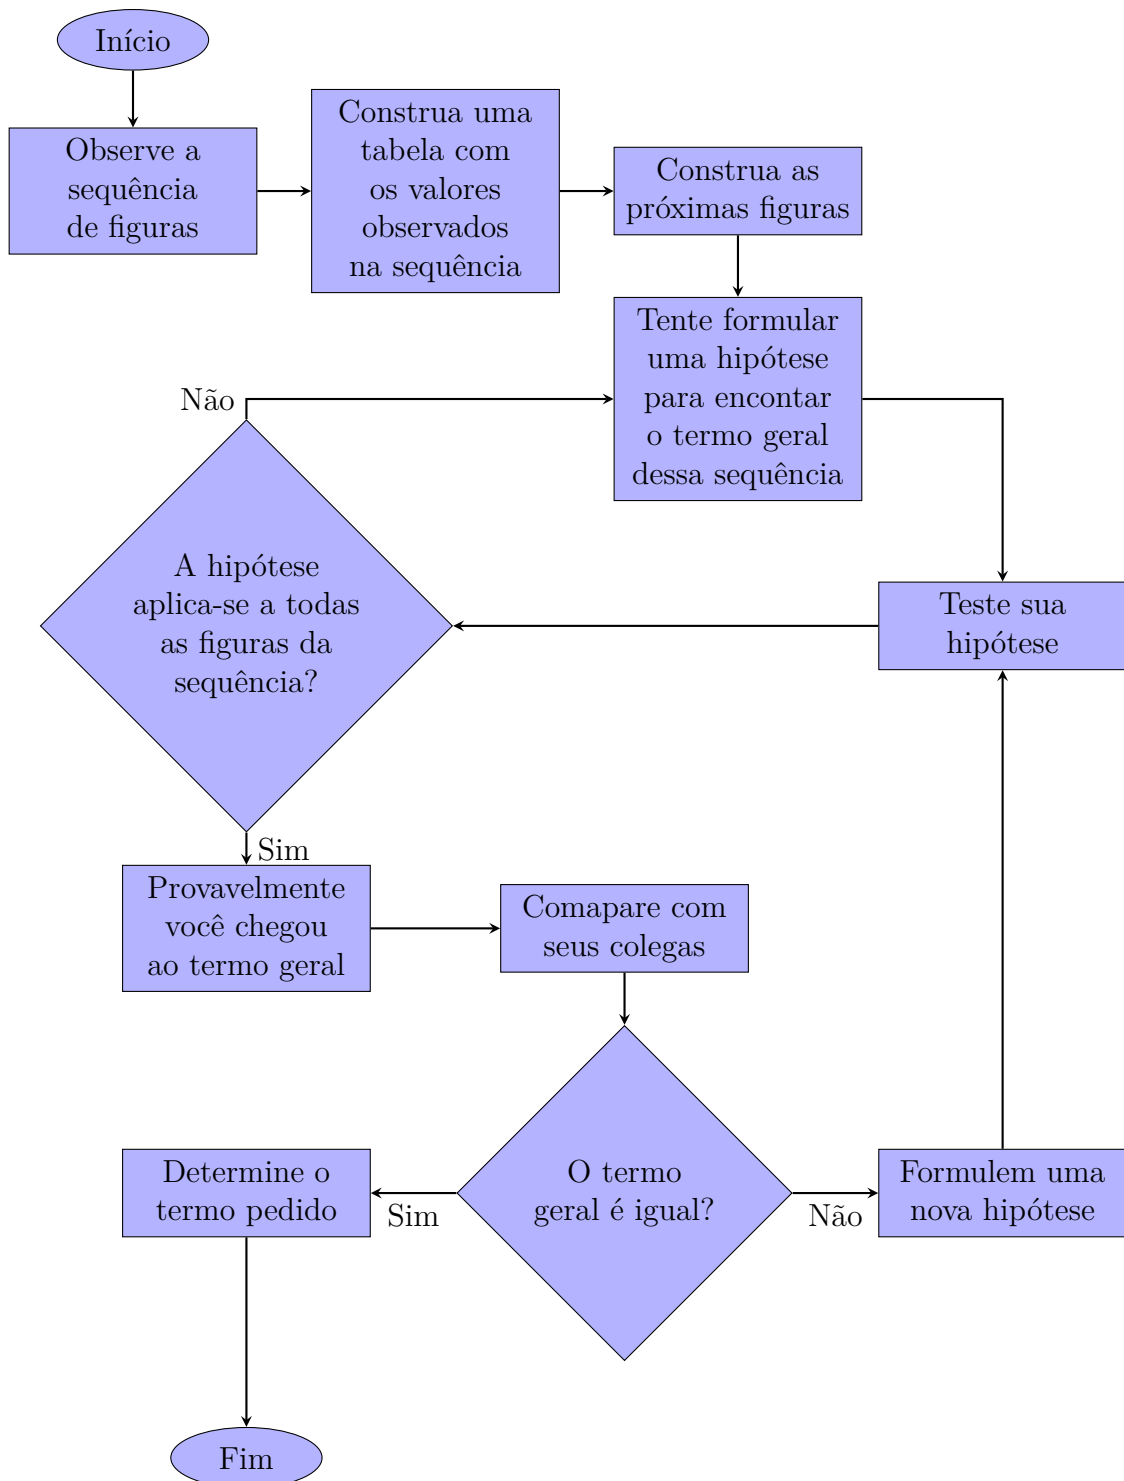 Início
Observe a
sequência
de figuras
Construa uma
tabela com
os valores
observados
na sequência
Construa as
próximas figuras
Tente formular
uma hipótese
para encontar
o termo geral
dessa sequência
Não
A hipótese
aplica-se a todas
as figuras da
sequência?
Teste sua
hipótese
Sim
Provavelmente
você chegou
ao termo geral
Comapare com
seus colegas
Determine o
termo pedido
Sim
O termo
geral é igual?
Não
Formulem uma
nova hipótese
Fim